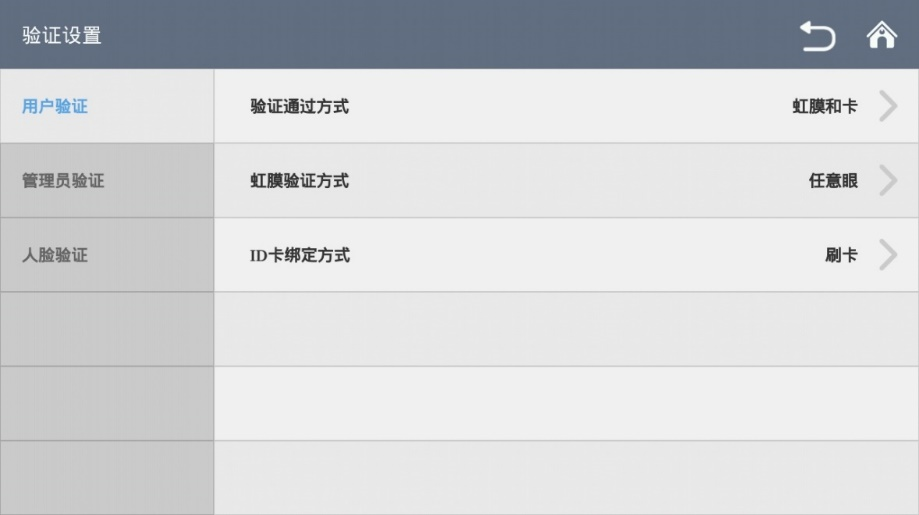 验证设置
用户验证
验证通过方式
虹膜和卡
管理员验证
虹膜验证方式
任意眼
人脸验证
ID卡绑定方式
刷卡